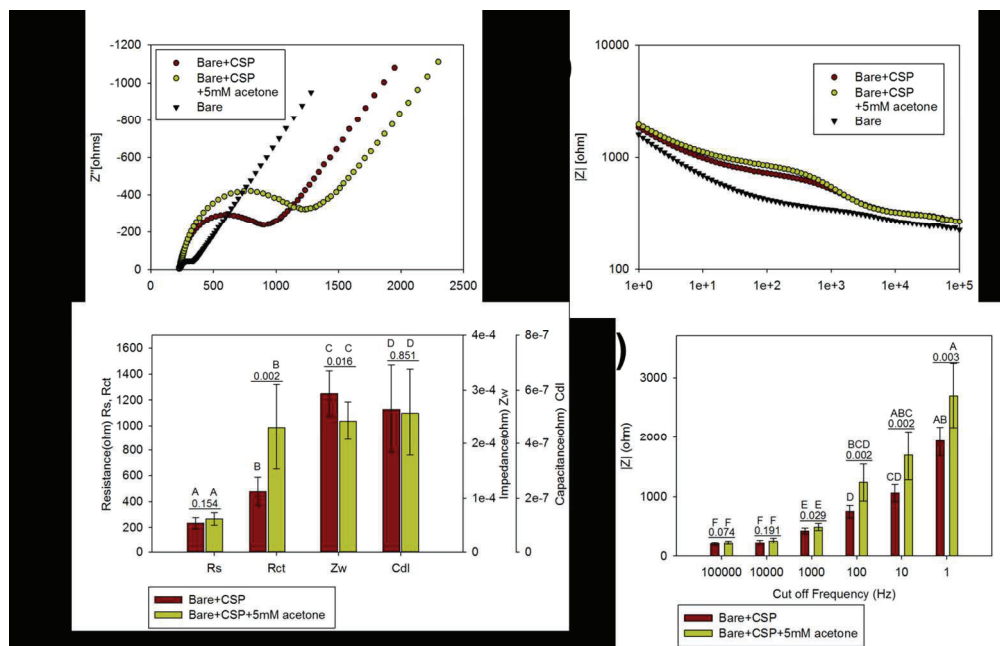 -1200
-1000
-800
-600
-400
-200
0
Z"[ohms]
Bare+CSP
Bare+CSP
+5mM acetone
Bare
0 500 1000 1500 2000 2500
)
10000
1000
100
|Z| [ohm]
Bare+CSP
Bare+CSP
+5mM acetone
Bare
1e+0 1e+1 1e+2 1e+3 1e+4 1e+5
1600
1400
1200
1000
800
600
400
200
0
Resistance(ohm) Rs, Rct
A A
0.154
B
0.002
B
C C
0.016
D D
0.851
Rs Rct Zw Cdl
4e-4
3e-4
2e-4
1e-4
0
Impedance(ohm) Zw
8e-7
6e-7
4e-7
2e-7
0
Capacitance(ohm) Cdl
Bare+CSP
Bare+CSP+5mM acetone
)
3000
2000
1000
0
|Z| (ohm)
F F
0.074
F F
0.191
E E
0.029
BCD
0.002
D
ABC
0.002
CD
A
0.003
AB
100000 10000 1000 100 10 1
Cut off Frequency (Hz)
Bare+CSP
Bare+CSP+5mM acetone